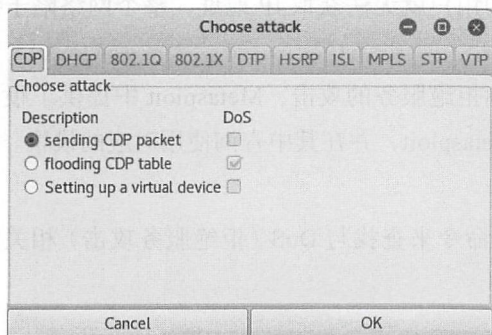 Choose attack
CDP DHCP 802.1Q 802.1X DTP HSRP ISL MPLS STP VTP
Choose attack
Description DoS
sending CDP packet
flooding CDP table
Setting up a virtual device
Cancel OK